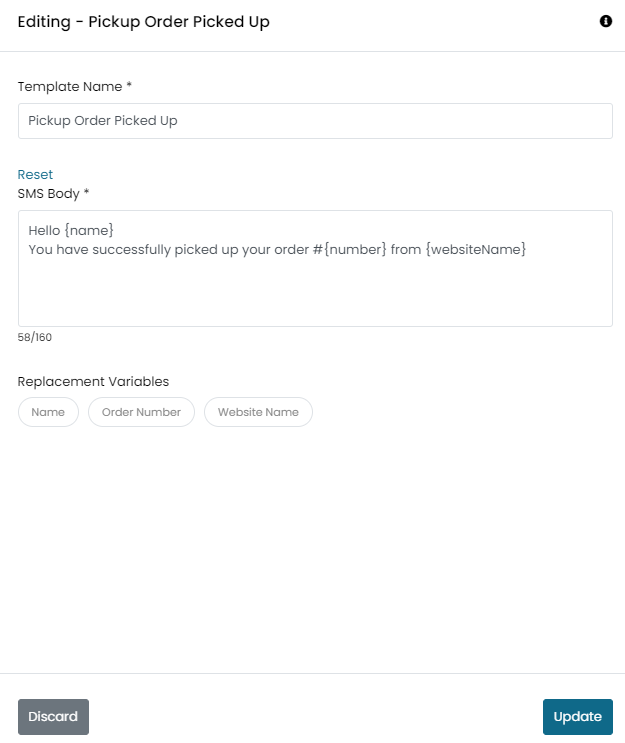 Editing - Pickup Order Picked Up
Template Name *
Pickup Order Picked Up
Reset
SMS Body *
Hello {name}
You have successfully picked up your order #{number} from {websiteName}
58/160
Replacement Variables
Name
Order Number
Website Name
Discard
Update